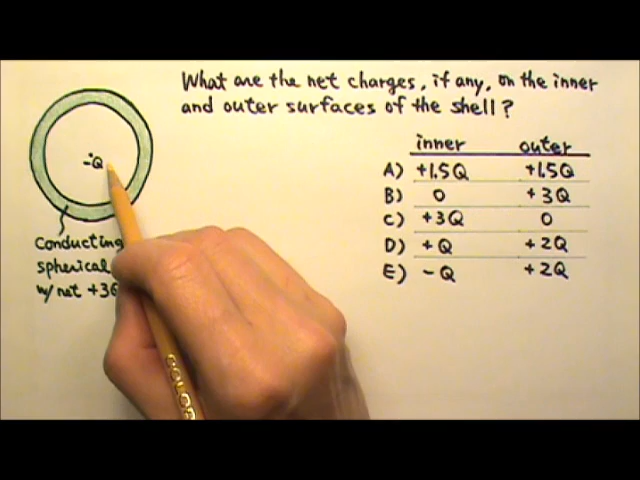 What are the net charges, if any, on the inner
and outer surfaces of the shell?
-Q
Conducting
spherical
w/ net +3
inner outer
A) +1.5Q +1.5Q
B) 0 +3Q
C) +3Q 0
D) +Q +2Q
E) -Q +2Q
COLO